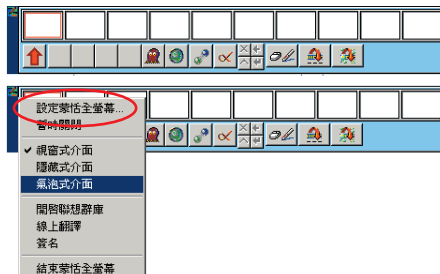 設定蒙恬全螢幕...
暫時關閉
視窗式介面
隱藏式介面
氣泡式介面
開啓聯想辭庫
線上翻譯
簽名
結束蒙恬全螢幕